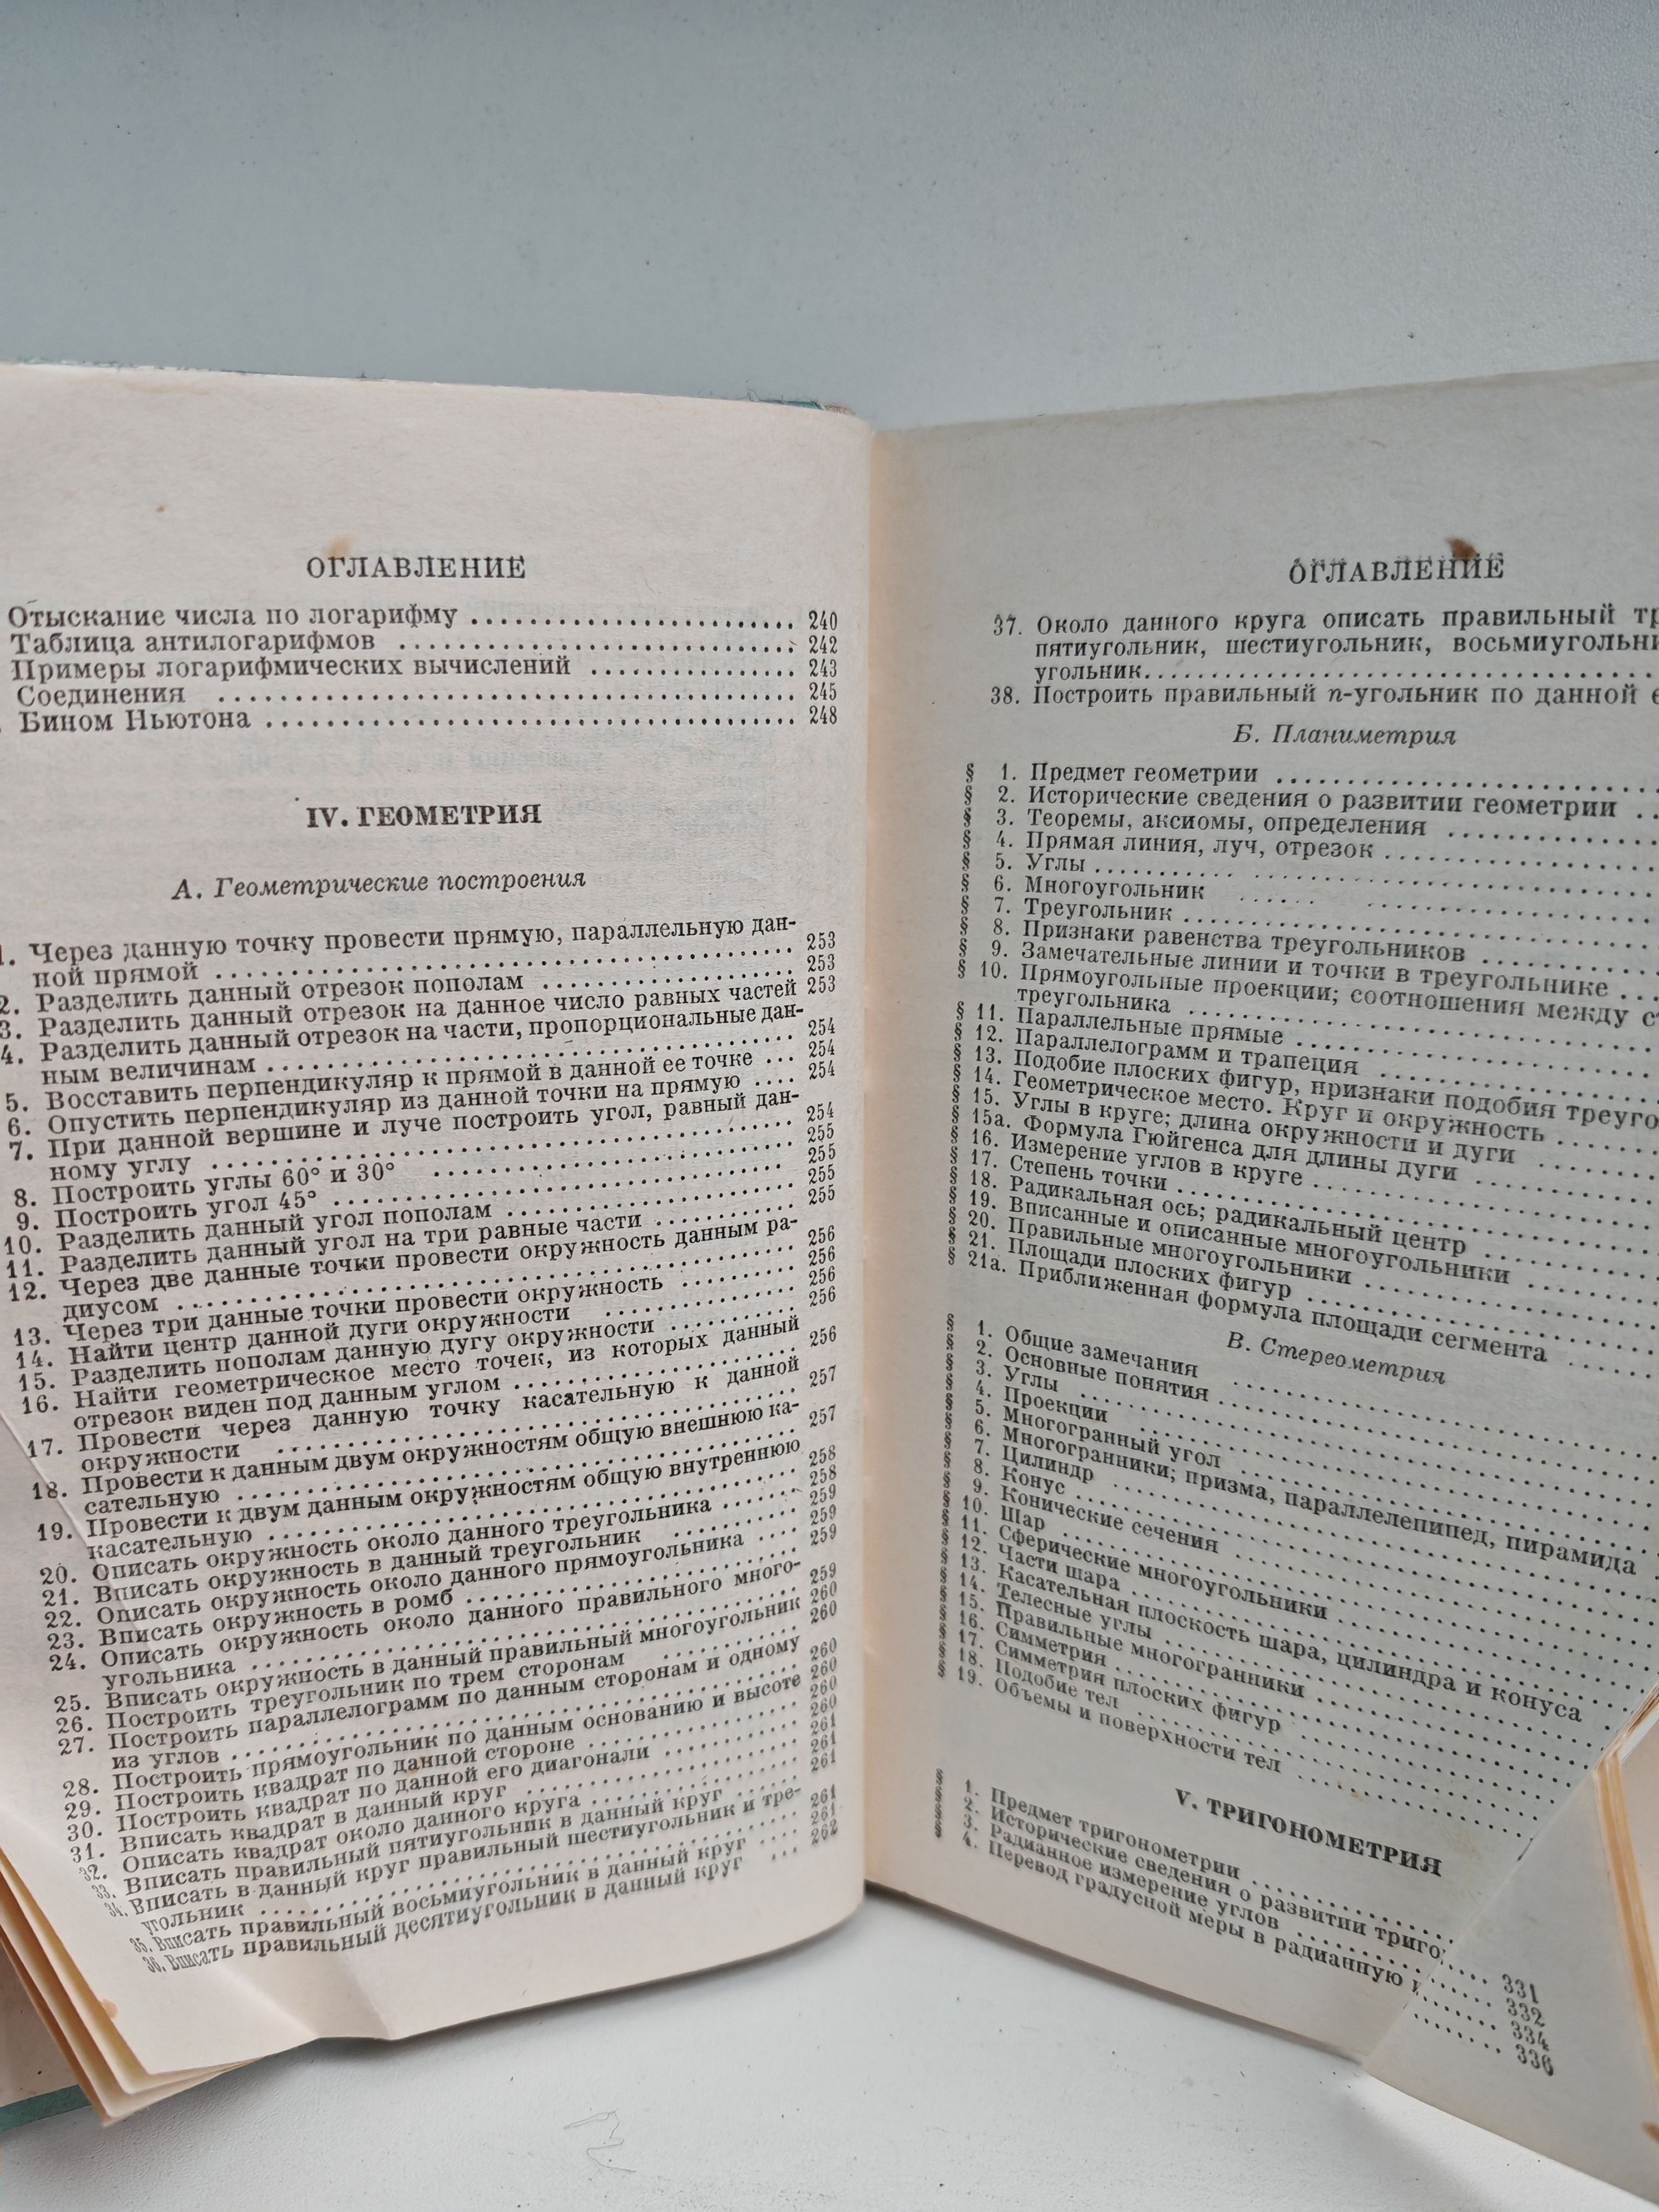 ОГЛАВЛЕНИЕ
Отыскание числа по логарифму ........................ 240
Таблица антилогарифмов ........................ 242
Примеры логарифмических вычислений ........................ 243
Соединения ........................ 245
Бином Ньютона ........................ 248
IV. ГЕОМЕТРИЯ
А. Геометрические построения
1. Через данную точку провести прямую, параллельную дан-
ной прямой ........................ 253
2. Разделить данный отрезок пополам ........................ 253
3. Разделить данный отрезок на данное число равных частей 253
4. Разделить данный отрезок на части, пропорциональные дан-
ным величинам ........................ 254
5. Восставить перпендикуляр к прямой в данной ее точке ... 254
6. Опустить перпендикуляр из данной точки на прямую .... 254
7. При данной вершине и луче построить угол, равный дан-
ному углу ........................ 254
8. Построить углы 60° и 30° ........................ 255
9. Построить угол 45° ........................ 255
10. Разделить данный угол пополам ........................ 255
11. Разделить данный угол на три равные части ............ 255
12. Через две данные точки провести окружность данным ра-
диусом ........................ 256
13. Через три данные точки провести окружность .......... 256
14. Найти центр данной дуги окружности ............ 256
15. Разделить пополам данную дугу окружности .......... 256
16. Найти геометрическое место точек, из которых данный
отрезок виден под данным углом ........................ 256
17. Провести через данную точку касательную к данной
окружности ........................ 257
18. Провести к данным двум окружностям общую внешнюю ка-
сательную ........................ 257
19. Провести к двум данным окружностям общую внутреннюю
касательную ........................ 258
20. Описать окружность около данного треугольника ....... 258
21. Вписать окружность в данный треугольник .......... 259
22. Описать окружность около данного прямоугольника .... 259
23. Вписать окружность в ромб ........................ 259
24. Описать окружность около данного правильного много-
угольника ........................ 259
25. Вписать окружность в данный правильный многоугольник 260
26. Построить треугольник по трем сторонам .......... 260
27. Построить параллелограмм по данным сторонам и одному
из углов ........................ 260
28. Построить прямоугольник по данным основанию и высоте 260
29. Построить квадрат по данной стороне ............ 260
30. Построить квадрат по данной его диагонали .......... 261
31. Вписать квадрат в данный круг ............ 261
32. Описать квадрат около данного круга ............ 261
33. Вписать правильный пятиугольник в данный круг .......
34. Вписать в данный круг правильный шестиугольник и тре-
угольник ........................ 261
35. Вписать правильный восьмиугольник в данный круг .... 261
36. Вписать правильный десятиугольник в данный круг ... 262
ОГЛАВЛЕНИЕ
37. Около данного круга описать правильный
пятиугольник, шестиугольник,
угольник........................
38. Построить правильный n-угольник по данной
Б. Планиметрия
§ 1. Предмет геометрии ........................
§ 2. Исторические сведения о развитии геометрии ..
§ 3. Теоремы, аксиомы, определения ............
§ 4. Прямая линия, луч, отрезок ............
§ 5. Углы ........................
§ 6. Многоугольник ............
§ 7. Треугольник ........................
§ 8. Признаки равенства треугольников ..........
§ 9. Замечательные линии и точки в треугольнике ...
§ 10. Прямоугольные проекции; соотношения между
треугольника ........................
§ 11. Параллельные прямые ........................
§ 12. Параллелограмм и трапеция ............
§ 13. Подобие плоских фигур, признаки подобия
§ 14. Геометрическое место. Круг и окружность ......
§ 15. Углы в круге; длина окружности и дуги ........
§ 15а. Формула Гюйгенса для длины дуги ..........
§ 16. Измерение углов в круге ............
§ 17. Степень точки ........................
§ 18. Радикальная ось; радикальный центр ..........
§ 19. Вписанные и описанные многоугольники ........
§ 20. Правильные многоугольники ............
§ 21. Площади плоских фигур ............
§ 21а. Приближенная формула площади сегмента ......
В. Стереометрия
§ 1. Общие замечания ........................
§ 2. Основные понятия ........................
§ 3. Углы ........................
§ 4. Проекции ........................
§ 5. Многогранный угол ........................
§ 6. Многогранники; призма, параллелепипед, пирамида .
§ 7. Цилиндр ........................
§ 8. Конус ........................
§ 9. Конические сечения ........................
§ 10. Шар ........................
§ 11. Сферические многоугольники ............
§ 12. Части шара ........................
§ 13. Касательная плоскость шара, цилиндра и конуса .
§ 14. Телесные углы ........................
§ 15. Правильные многогранники ............
§ 16. Симметрия ........................
§ 17. Симметрия плоских фигур ............
§ 18. Подобие тел ........................
§ 19. Объемы и поверхности тел ............
V. ТРИГОНОМЕТРИЯ
§ 1. Предмет тригонометрии ............ 331
§ 2. Исторические сведения о развитии ...... 332
§ 3. Радианное измерение углов ............ 334
§ 4. Перевод градусной меры в радианную ...... 336